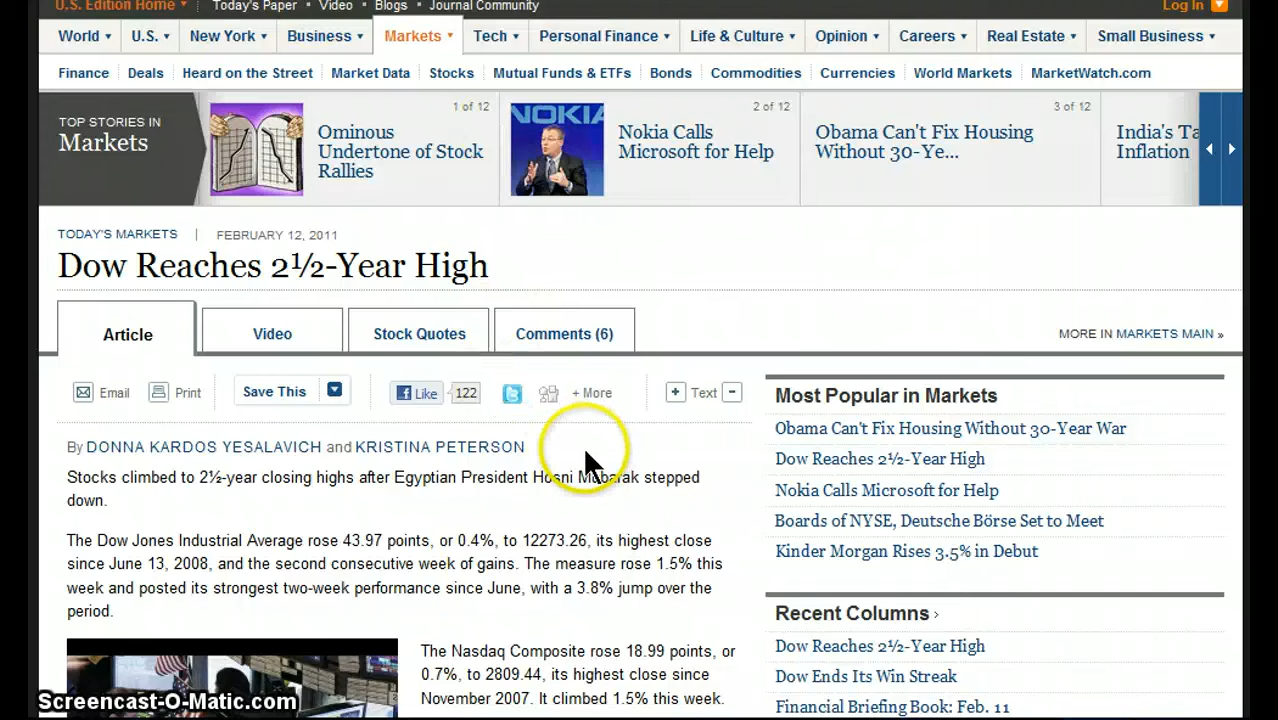 U.S. Edition Home Today's Paper • Video • Blogs • Journal Community Log In
World U.S. New York Business Markets Tech Personal Finance Life & Culture Opinion Careers Real Estate Small Business
Finance Deals Heard on the Street Market Data Stocks Mutual Funds & ETFs Bonds Commodities Currencies World Markets MarketWatch.com
TOP STORIES IN
Markets
1 of 12
Ominous
Undertone of Stock
Rallies
NOKIA
2 of 12
Nokia Calls
Microsoft for Help
3 of 12
Obama Can't Fix Housing
Without 30-Ye...
India's Ta
Inflation
TODAY'S MARKETS | FEBRUARY 12, 2011
Dow Reaches 2½-Year High
Article Video Stock Quotes Comments (6)
MORE IN MARKETS MAIN »
Email Print Save This Like 122 + More + Text -
By DONNA KARDOS YESALAVICH and KRISTINA PETERSON
Stocks climbed to 2½-year closing highs after Egyptian President Hosni Mubarak stepped
down.
The Dow Jones Industrial Average rose 43.97 points, or 0.4%, to 12273.26, its highest close
since June 13, 2008, and the second consecutive week of gains. The measure rose 1.5% this
week and posted its strongest two-week performance since June, with a 3.8% jump over the
period.
The Nasdaq Composite rose 18.99 points, or
0.7%, to 2809.44, its highest close since
November 2007. It climbed 1.5% this week.
Most Popular in Markets
Obama Can't Fix Housing Without 30-Year War
Dow Reaches 2½-Year High
Nokia Calls Microsoft for Help
Boards of NYSE, Deutsche Börse Set to Meet
Kinder Morgan Rises 3.5% in Debut
Recent Columns ›
Dow Reaches 2½-Year High
Dow Ends Its Win Streak
Financial Briefing Book: Feb. 11
Screencast-O-Matic.com